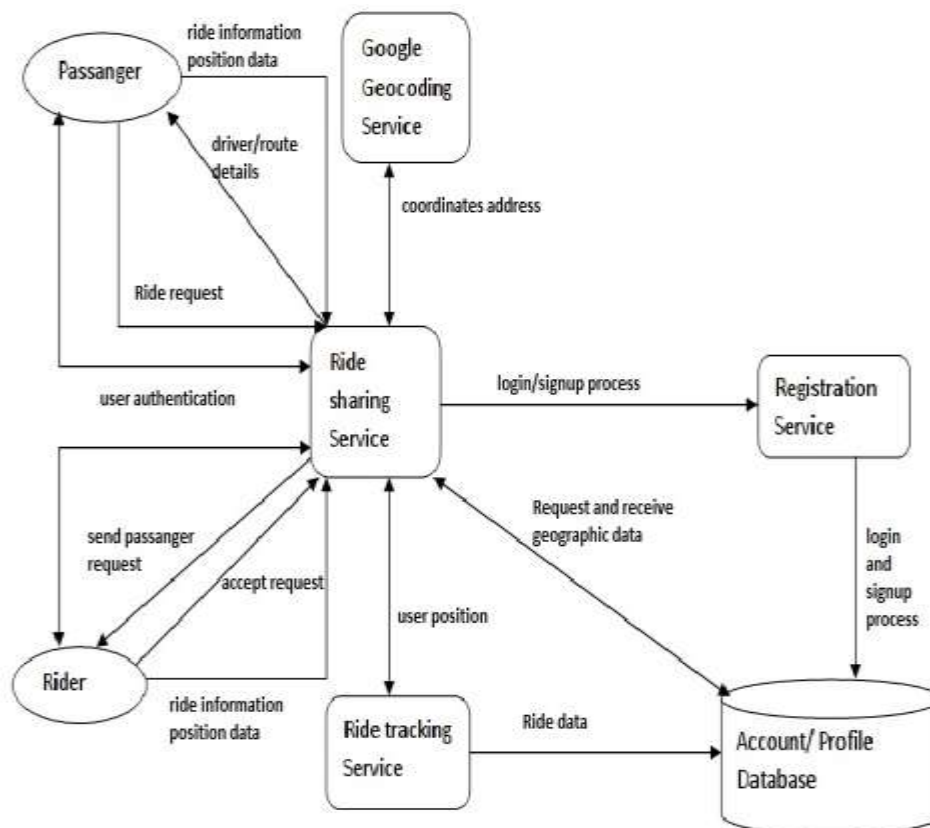 ride information
position data
Passanger
Google
Geocoding
Service
driver/route
details
coordinates address
Ride request
Ride
sharing
Service
login/signup process
Registration
Service
user authentication
Request and receive
geographic data
send passanger
request
accept request
login
and
signup
process
user position
Rider
ride information
position data
Ride tracking
Service
Ride data
Account/ Profile
Database